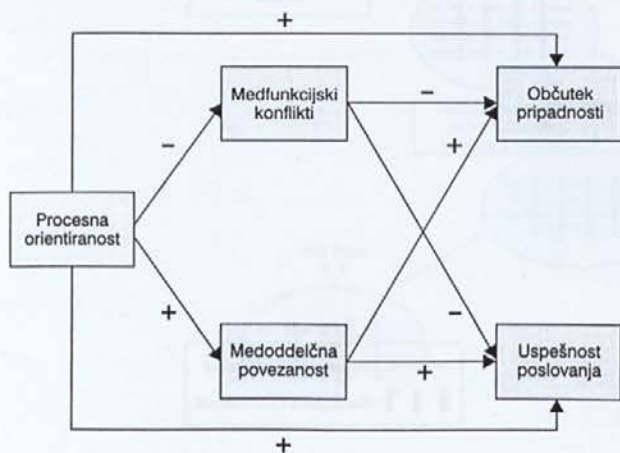 +
Medfunkcijski
konflikti
−
Občutek
pripadnosti
−
+
Procesna
orientiranost
+
−
Medoddelčna
povezanost
+
Uspešnost
poslovanja
+